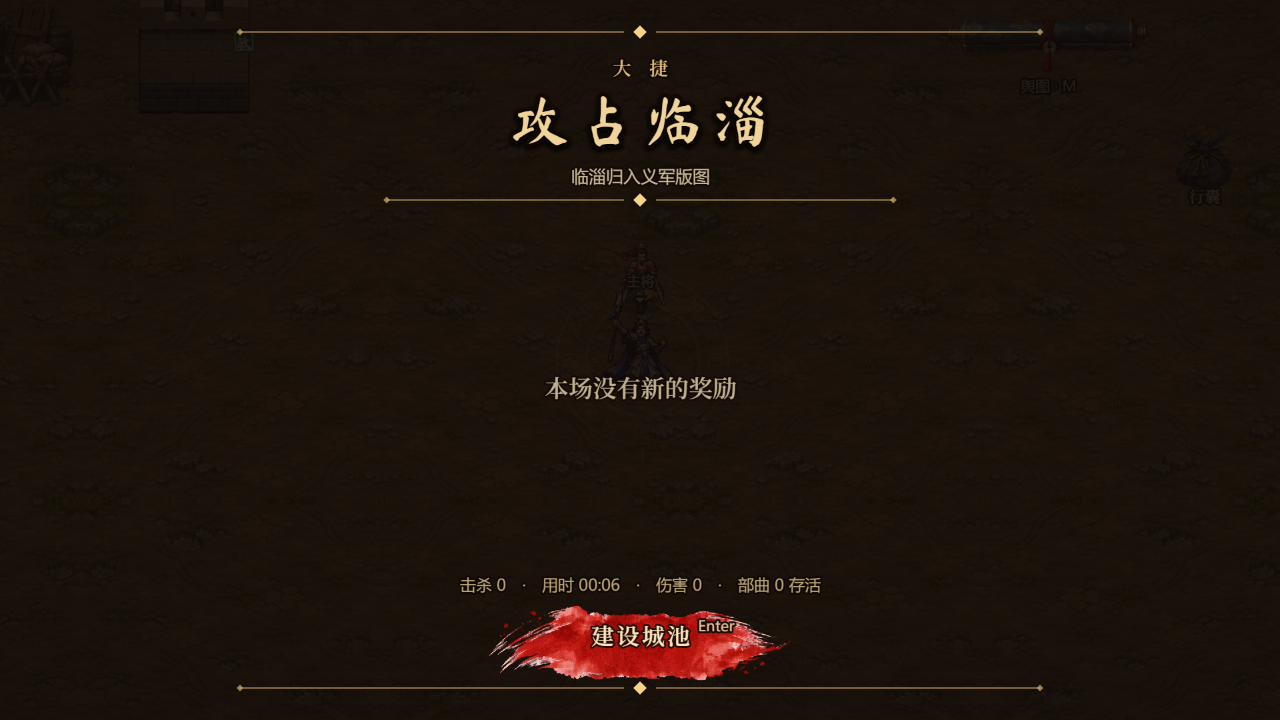 大捷
攻占临淄
临淄归入义军版图
舆图 · M
行囊
主将
本场没有新的奖励
击杀 0 · 用时 00:06 · 伤害 0 · 部曲 0 存活
建设城池 Enter